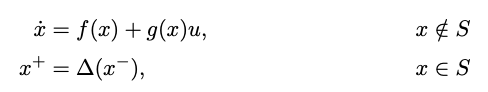 ẋ = f(x) + g(x)u, x ∉ S
x⁺ = Δ(x⁻), x ∈ S